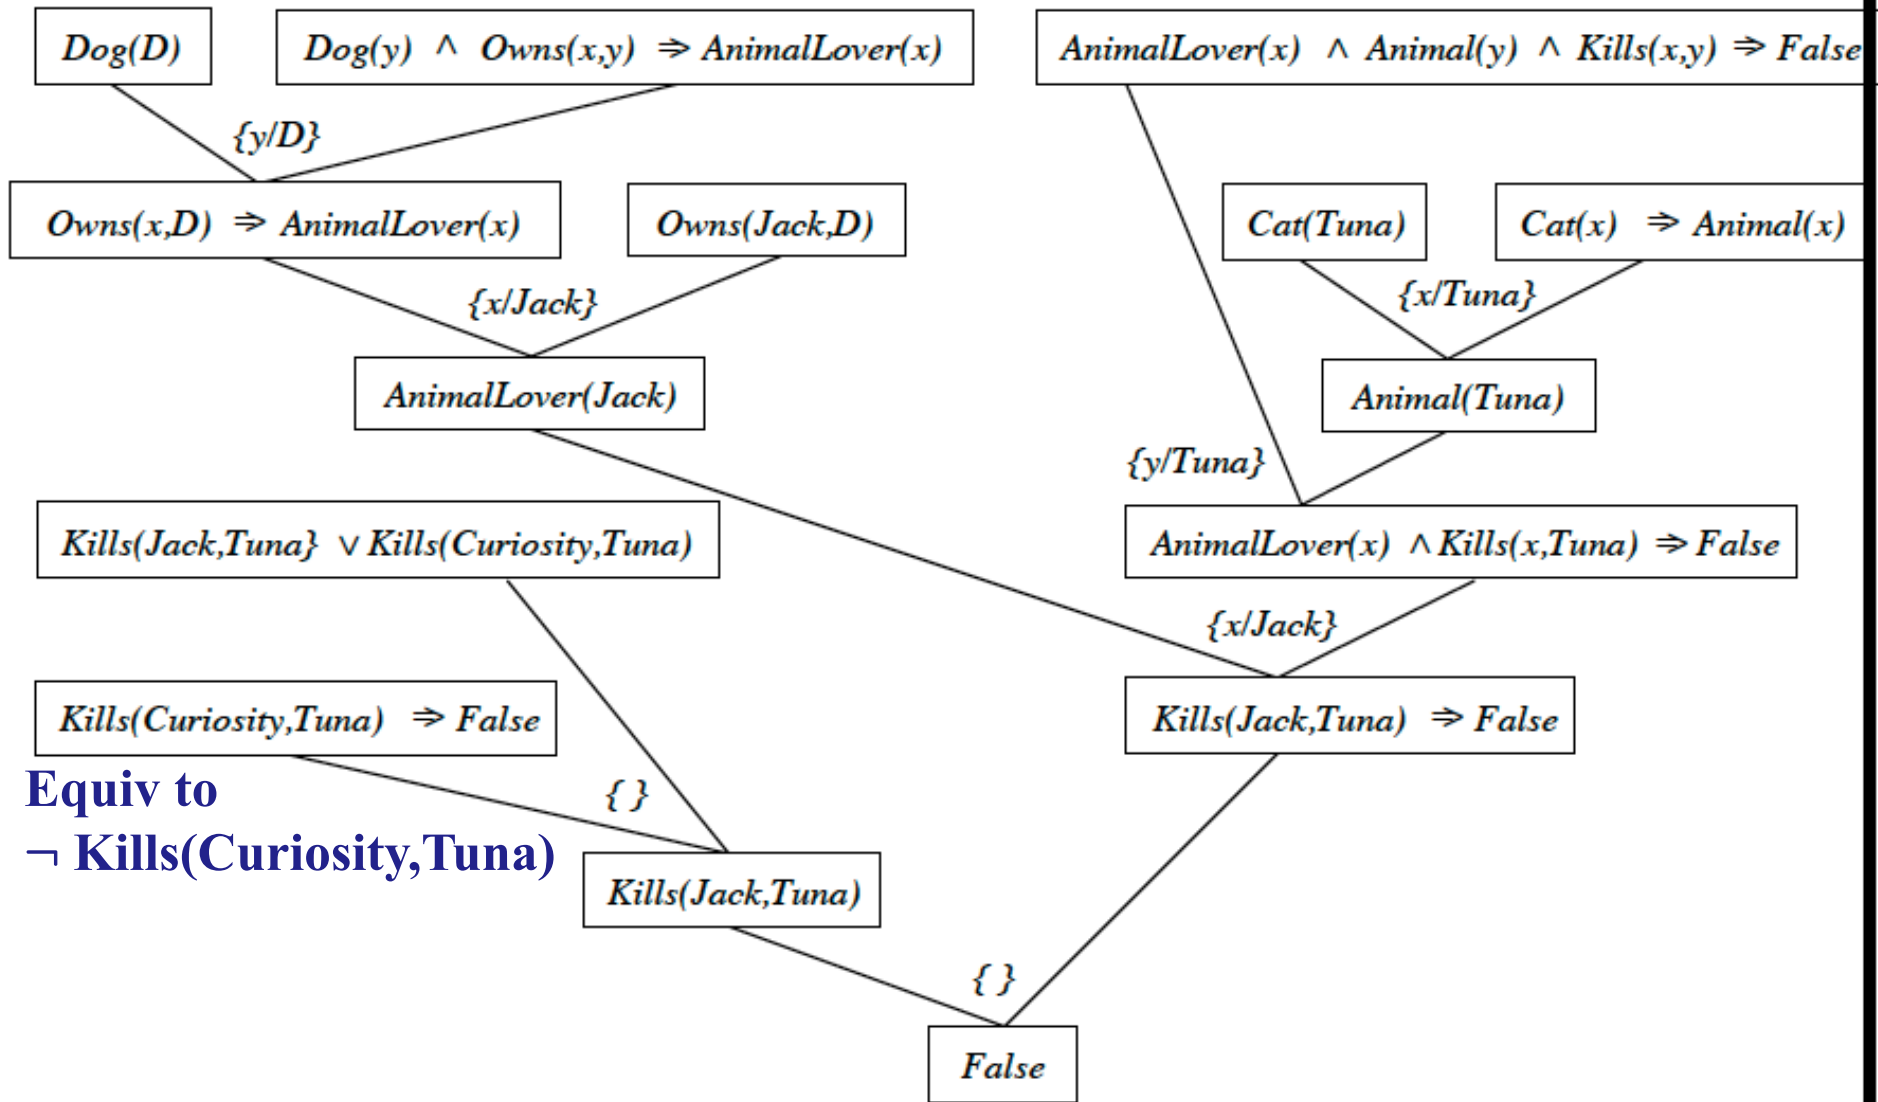 Dog(D)
Dog(y) ∧ Owns(x,y) ⇒ AnimalLover(x)
AnimalLover(x) ∧ Animal(y) ∧ Kills(x,y) ⇒ False
{y/D}
Owns(x,D) ⇒ AnimalLover(x)
Owns(Jack,D)
Cat(Tuna)
Cat(x) ⇒ Animal(x)
{x/Jack}
{x/Tuna}
AnimalLover(Jack)
Animal(Tuna)
{y/Tuna}
Kills(Jack,Tuna} ∨ Kills(Curiosity,Tuna)
AnimalLover(x) ∧ Kills(x,Tuna) ⇒ False
{x/Jack}
Kills(Curiosity,Tuna) ⇒ False
Kills(Jack,Tuna) ⇒ False
Equiv to
¬ Kills(Curiosity,Tuna)
{ }
Kills(Jack,Tuna)
{ }
False